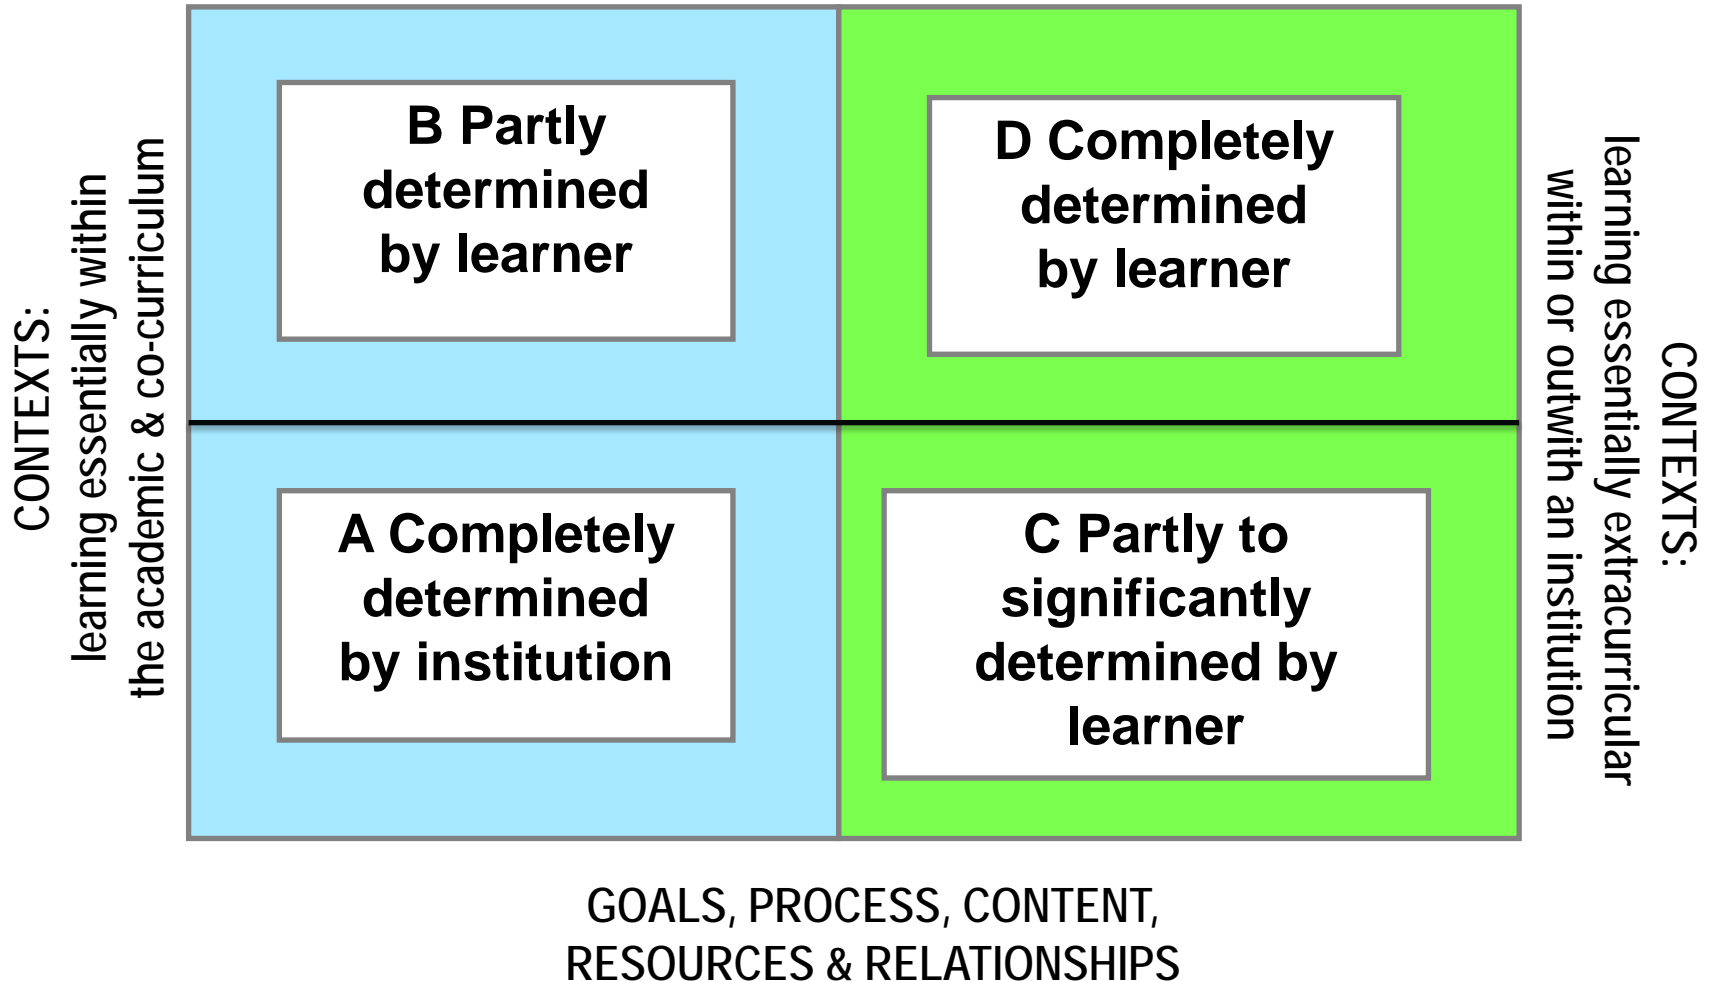 CONTEXTS:
learning essentially within
the academic & co-curriculum
B Partly
determined
by learner
D Completely
determined
by learner
A Completely
determined
by institution
C Partly to
significantly
determined by
learner
CONTEXTS:
learning essentially extracurricular
within or outwith an institution
GOALS, PROCESS, CONTENT,
RESOURCES & RELATIONSHIPS